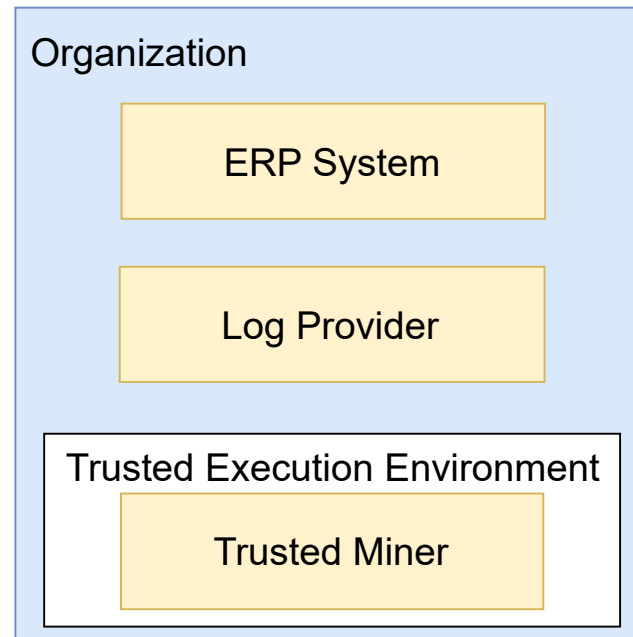 Organization
ERP System
Log Provider
Trusted Execution Environment
Trusted Miner